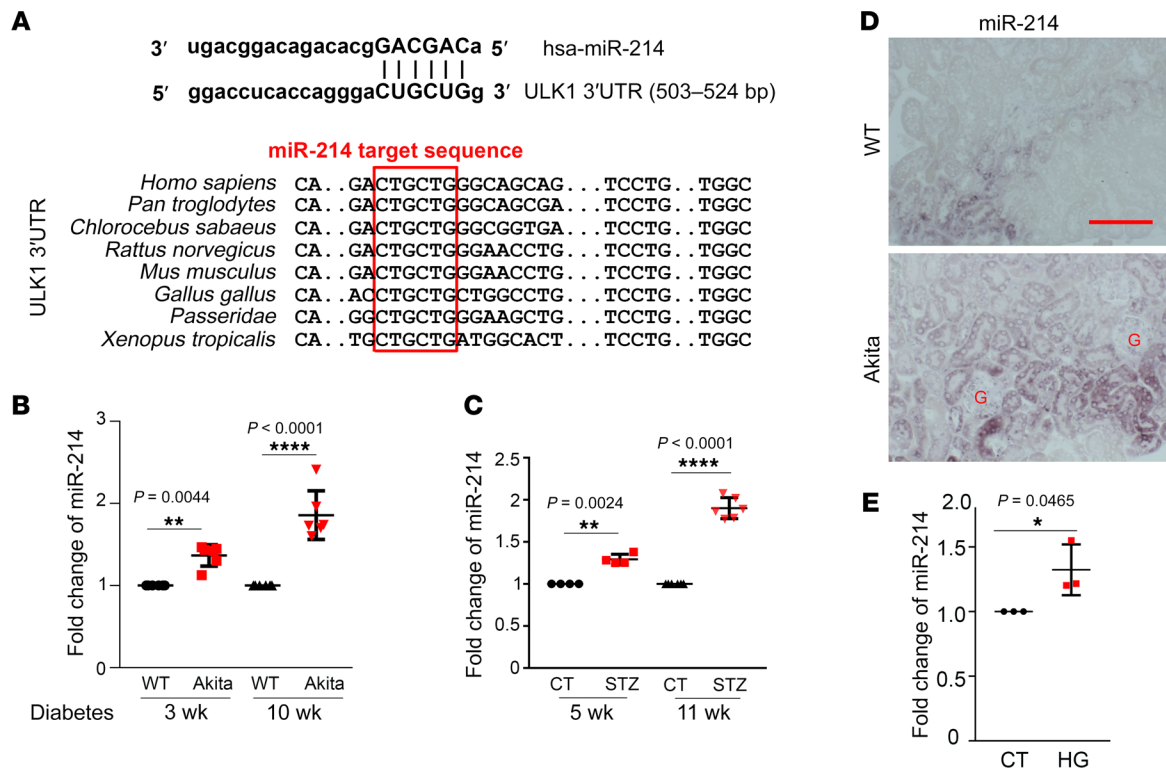 A
3′ ugacggacagacacgGACGACa 5′ hsa-miR-214
5′ ggaccucaccagggaCUGCUGg 3′ ULK1 3′UTR (503–524 bp)
miR-214 target sequence
ULK1 3′UTR
Homo sapiens CA..GACTGCTGGGCAGCAG...TCCTG..TGGC
Pan troglodytes CA..GACTGCTGGGCAGCGA...TCCTG..TGGC
Chlorocebus sabaeus CA..GACTGCTGGGCGGTGA...TCCTG..TGGC
Rattus norvegicus CA..GACTGCTGGGAACCTG...TCCTG..TGGC
Mus musculus CA..GACTGCTGGGAACCTG...TCCTG..TGGC
Gallus gallus CA..ACCTGCTGCTGGCCTG...TCCTG..TGGC
Passeridae CA..GGCTGCTGGGAAGCTG...TCCTG..TGGC
Xenopus tropicalis CA..TGCTGCTGATGGCACT...TCCTG..TGGC
B
Fold change of miR-214
3
2
1
0
P = 0.0044
**
P < 0.0001
****
WT Akita WT Akita
Diabetes 3 wk 10 wk
C
Fold change of miR-214
2.5
2
1.5
1
0.5
0
P = 0.0024
**
P < 0.0001
****
CT STZ CT STZ
5 wk 11 wk
D
miR-214
WT
Akita
G
G
E
Fold change of miR-214
2.0
1.5
1.0
0.5
0
P = 0.0465
*
CT HG